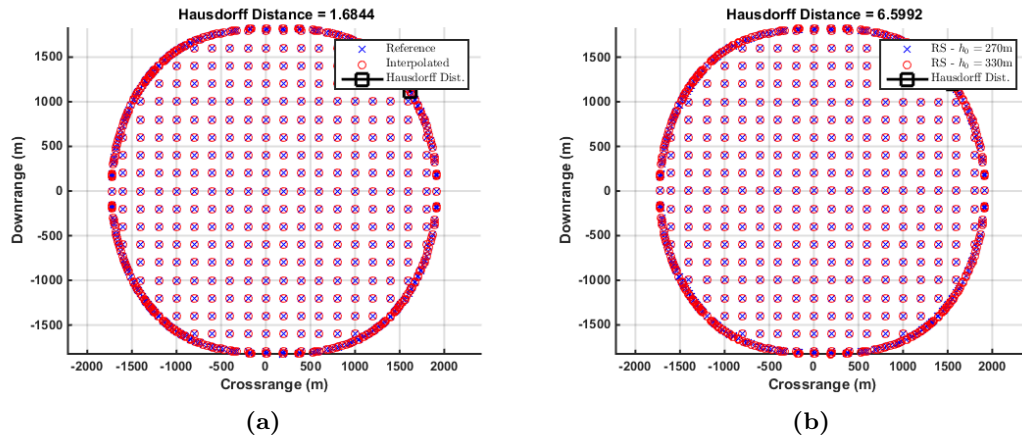 Hausdorff Distance = 1.6844
Reference
Interpolated
Hausdorff Dist.
1500
1000
500
0
-500
-1000
-1500
Downrange (m)
-2000 -1500 -1000 -500 0 500 1000 1500 2000
Crossrange (m)
(a)
Hausdorff Distance = 6.5992
RS - h₀ = 270m
RS - h₀ = 330m
Hausdorff Dist.
1500
1000
500
0
-500
-1000
-1500
Downrange (m)
-2000 -1500 -1000 -500 0 500 1000 1500 2000
Crossrange (m)
(b)